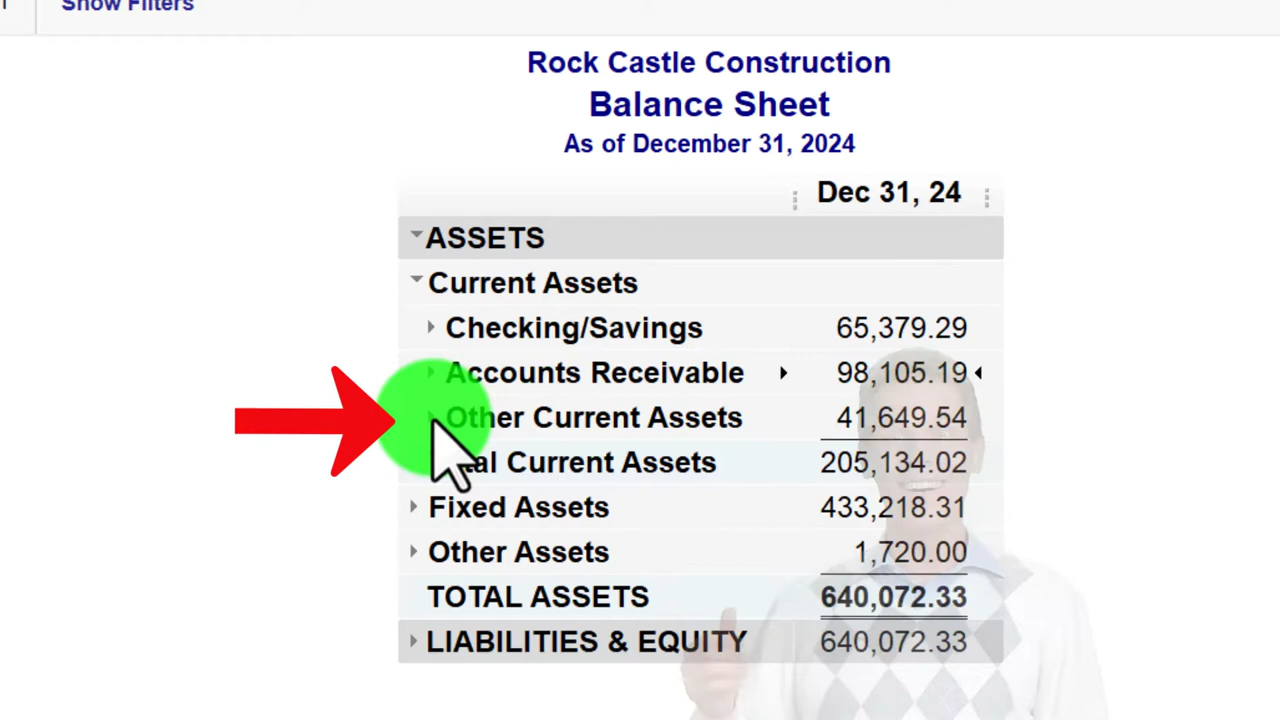 Show Filters
Rock Castle Construction
Balance Sheet
As of December 31, 2024
Dec 31, 24
ASSETS
Current Assets
Checking/Savings 65,379.29
Accounts Receivable 98,105.19
Other Current Assets 41,649.54
Total Current Assets 205,134.02
Fixed Assets 433,218.31
Other Assets 1,720.00
TOTAL ASSETS 640,072.33
LIABILITIES & EQUITY 640,072.33